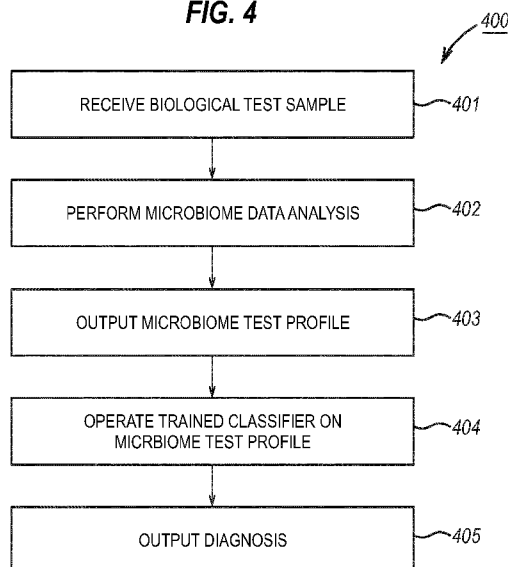 FIG. 4
400
RECEIVE BIOLOGICAL TEST SAMPLE
401
PERFORM MICROBIOME DATA ANALYSIS
402
OUTPUT MICROBIOME TEST PROFILE
403
OPERATE TRAINED CLASSIFIER ON
MICRBIOME TEST PROFILE
404
OUTPUT DIAGNOSIS
405